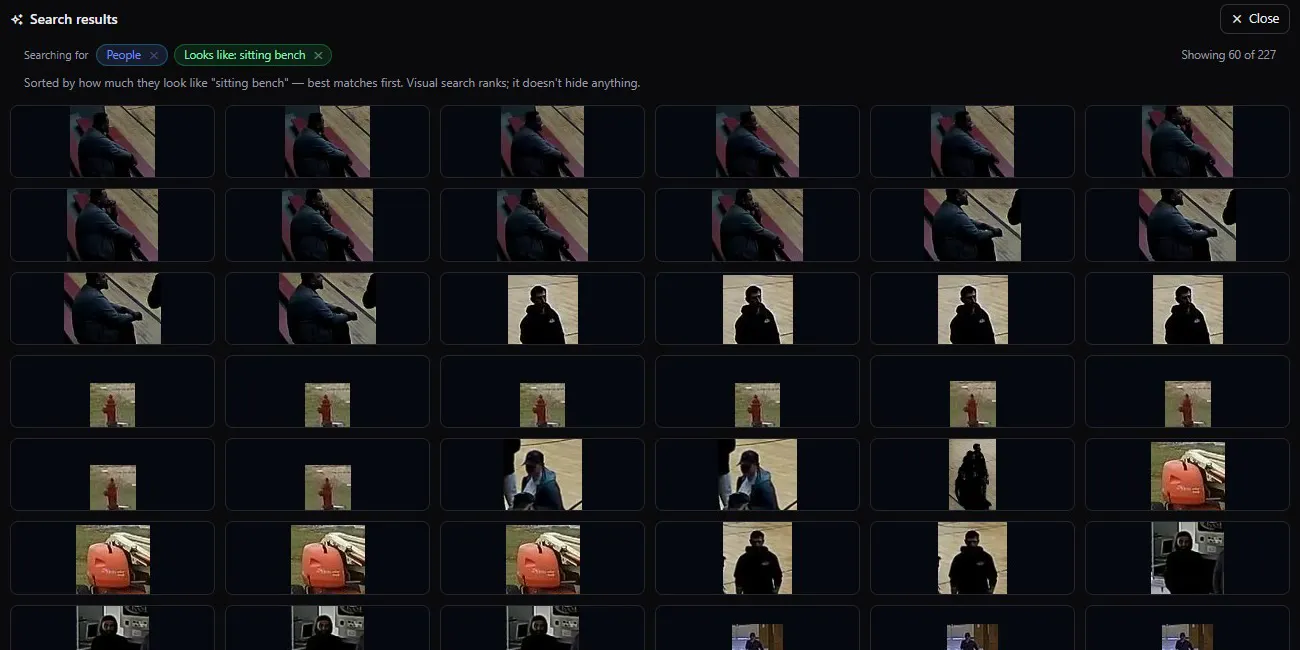 Search results
Close
Searching for People Looks like: sitting bench
Showing 60 of 227
Sorted by how much they look like "sitting bench" — best matches first. Visual search ranks; it doesn't hide anything.